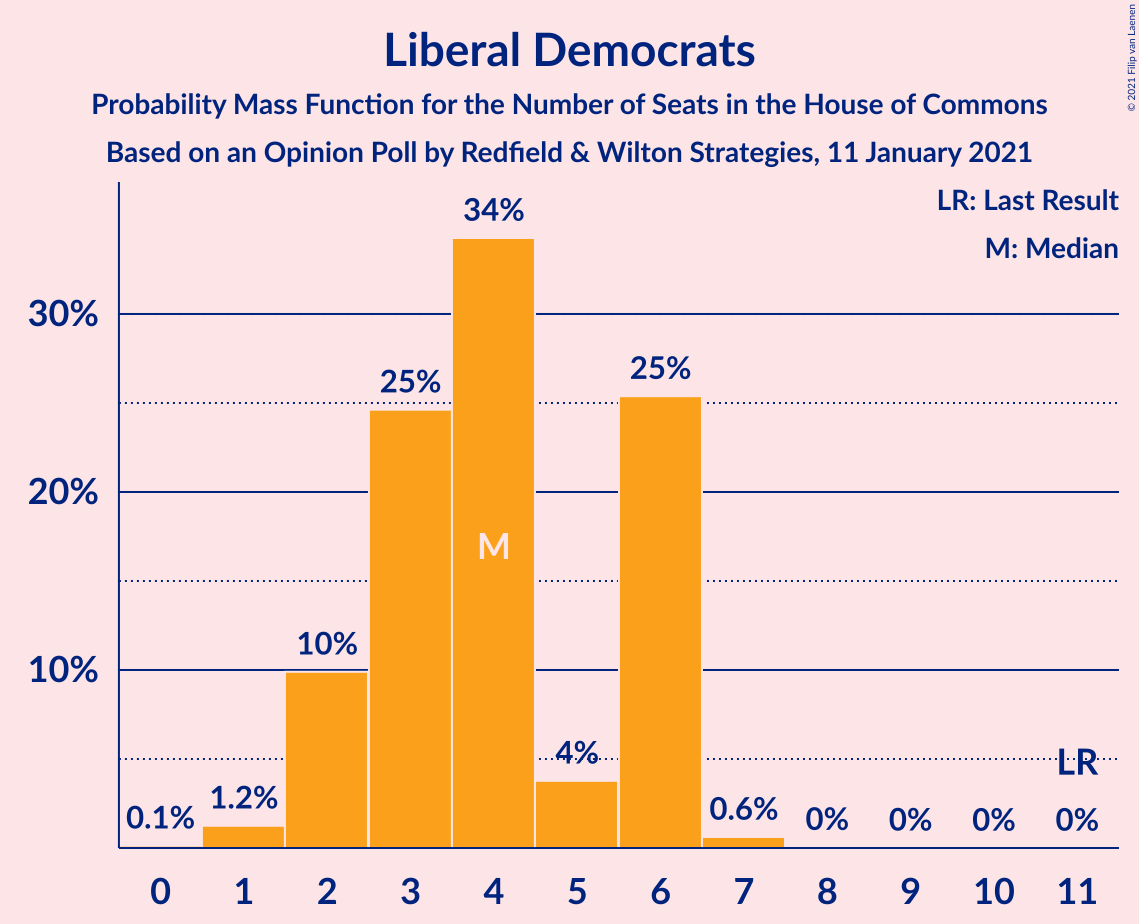 Liberal Democrats
Probability Mass Function for the Number of Seats in the House of Commons
Based on an Opinion Poll by Redfield & Wilton Strategies, 11 January 2021
© 2021 Filip van Laenen
LR: Last Result
M: Median
30%
20%
10%
0.1%
1.2%
10%
25%
34%
M
4%
25%
0.6%
0%
0%
0%
LR
0%
0 1 2 3 4 5 6 7 8 9 10 11